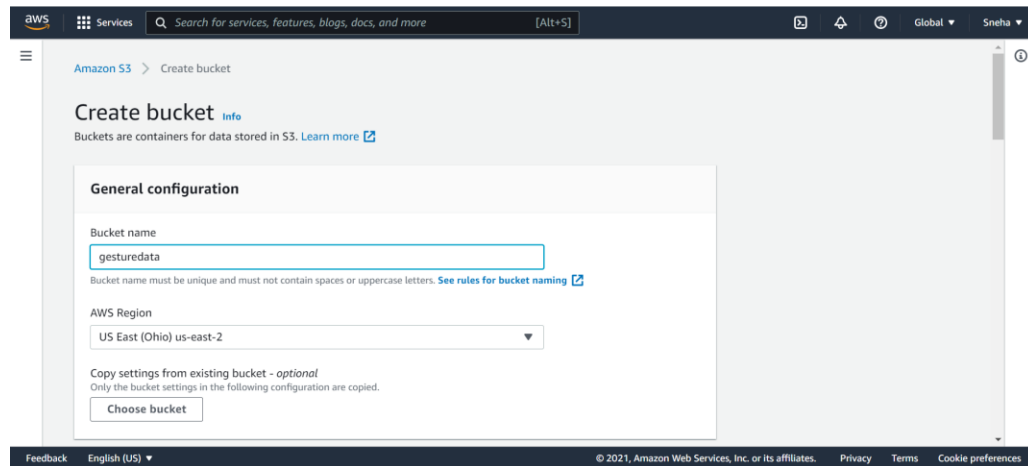 aws Services Search for services, features, blogs, docs, and more [Alt+S] Global ▼ Sneha ▼
Amazon S3 > Create bucket
Create bucket Info
Buckets are containers for data stored in S3. Learn more
General configuration
Bucket name
gesturedata
Bucket name must be unique and must not contain spaces or uppercase letters. See rules for bucket naming
AWS Region
US East (Ohio) us-east-2
Copy settings from existing bucket - optional
Only the bucket settings in the following configuration are copied.
Choose bucket
Feedback English (US) ▼ © 2021, Amazon Web Services, Inc. or its affiliates. Privacy Terms Cookie preferences